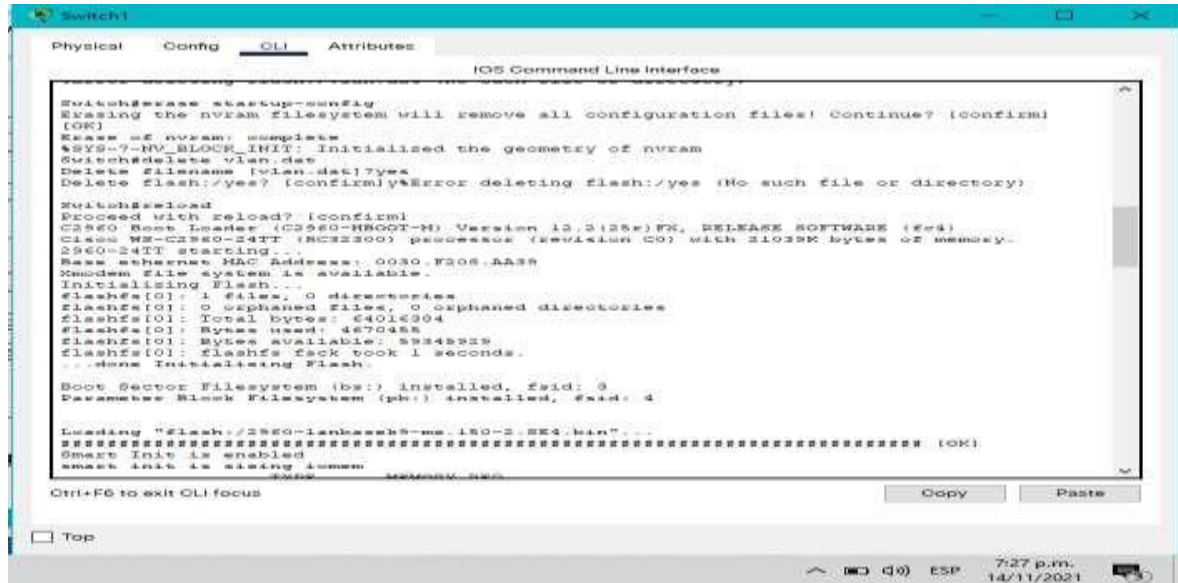 Switch1
Physical Config CLI Attributes
IOS Command Line Interface
Switch#erase startup-config
Erasing the nvram filesystem will remove all configuration files! Continue? [confirm]
[OK]
Erase of nvram: complete
%SYS-7-NV_BLOCK_INIT: Initialized the geometry of nvram
Switch#delete vlan.dat
Delete filename [vlan.dat]?yes
Delete flash:/yes? [confirm]y%Error deleting flash:/yes (No such file or directory)
Switch#reload
Proceed with reload? [confirm]
C2960 Boot Loader (C2960-HBOOT-M) Version 12.2(25r)FX, RELEASE SOFTWARE (fc4)
Cisco WS-C2960-24TT (RC32300) processor (revision C0) with 21039K bytes of memory.
2960-24TT starting...
Base ethernet MAC Address: 0030.F208.AA39
Xmodem file system is available.
Initializing Flash...
flashfs[0]: 1 files, 0 directories
flashfs[0]: 0 orphaned files, 0 orphaned directories
flashfs[0]: Total bytes: 64016384
flashfs[0]: Bytes used: 4670455
flashfs[0]: Bytes available: 59345929
flashfs[0]: flashfs fsck took 1 seconds.
...done Initializing Flash.
Boot Sector Filesystem (bs:) installed, fsid: 3
Parameter Block Filesystem (pb:) installed, fsid: 4
Loading "flash:/2960-lanbasek9-mz.150-2.SE4.bin"...
########################################################################## [OK]
Smart Init is enabled
smart init is sizing iomem
TYPE MEMORY_REQ
Ctrl+F6 to exit CLI focus
Copy Paste
Top
ESP
7:27 p.m.
14/11/2021